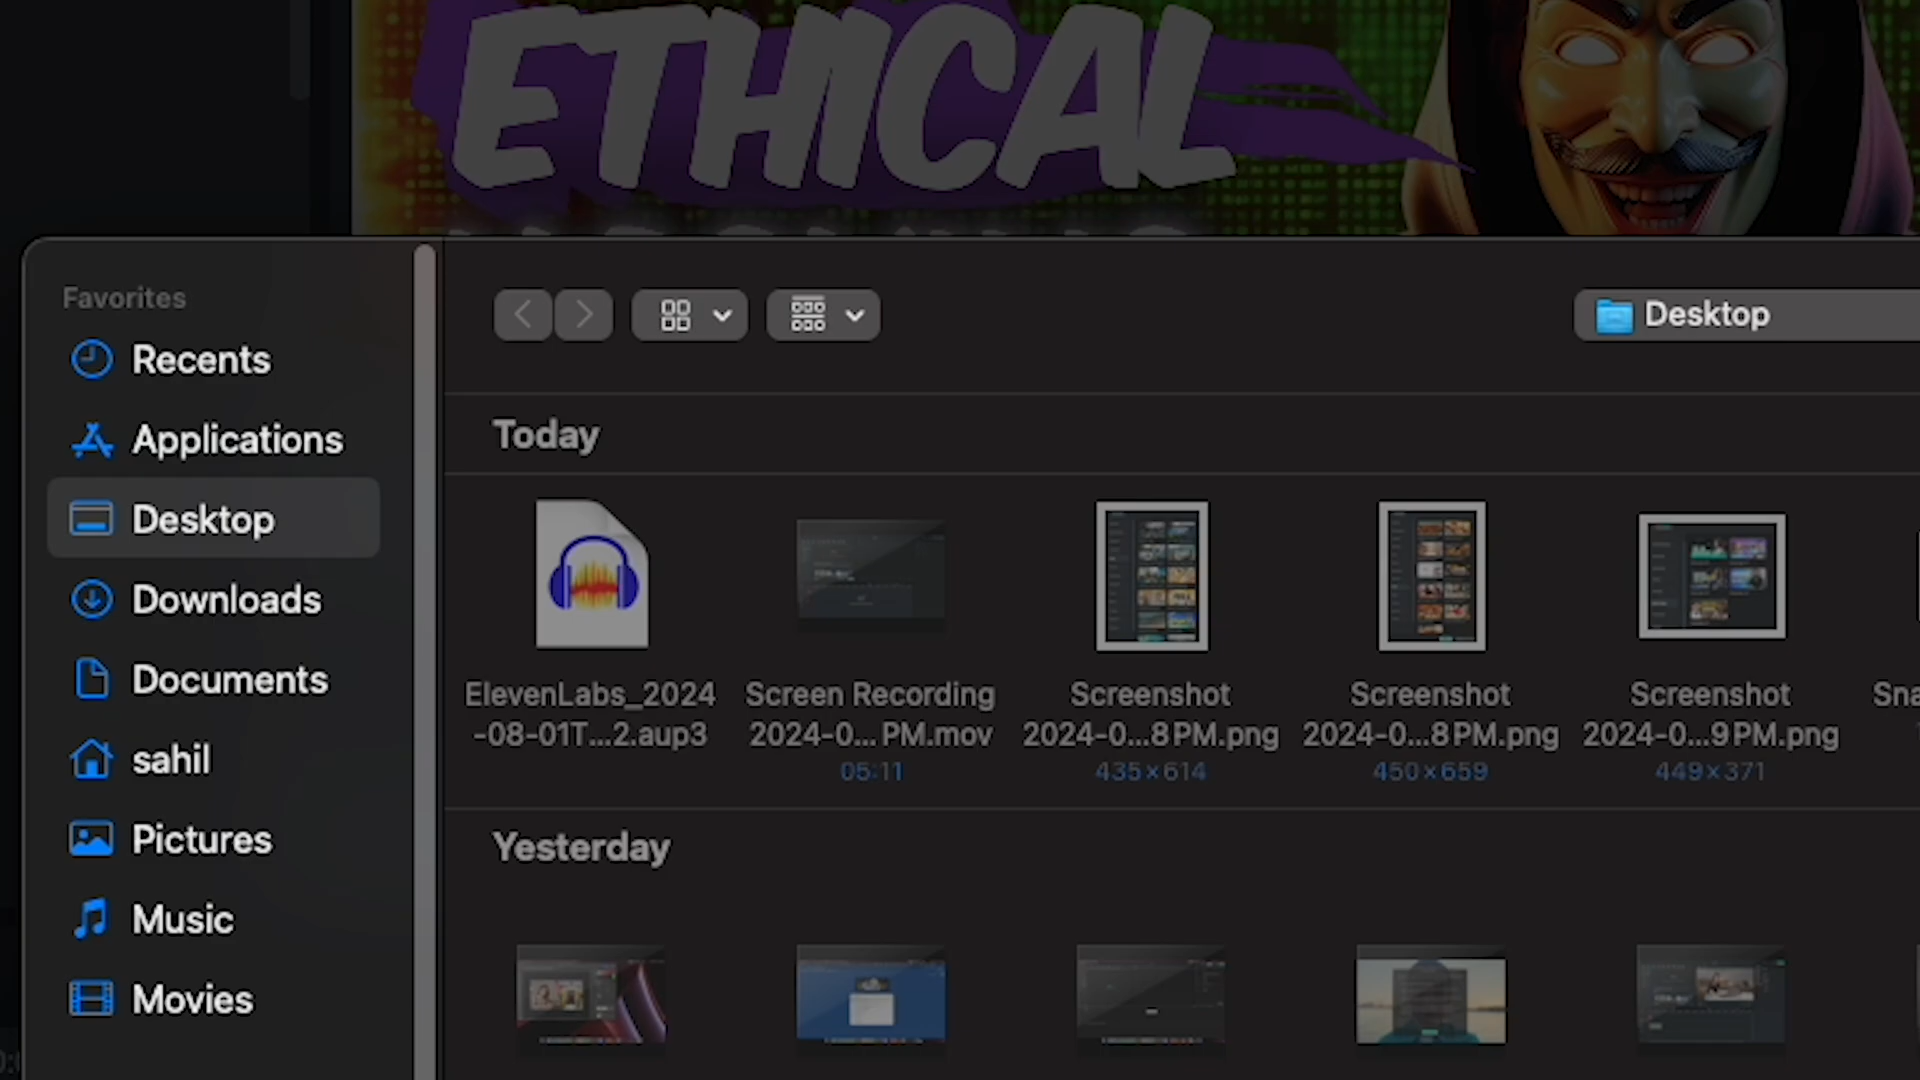 ETHICAL
Favorites
Recents
Applications
Desktop
Downloads
Documents
sahil
Pictures
Music
Movies
Desktop
Today
ElevenLabs_2024
-08-01T...2.aup3
Screen Recording
2024-0... PM.mov
05:11
Screenshot
2024-0...8 PM.png
435×614
Screenshot
2024-0...8 PM.png
450×659
Screenshot
2024-0...9 PM.png
449×371
Sna
Yesterday